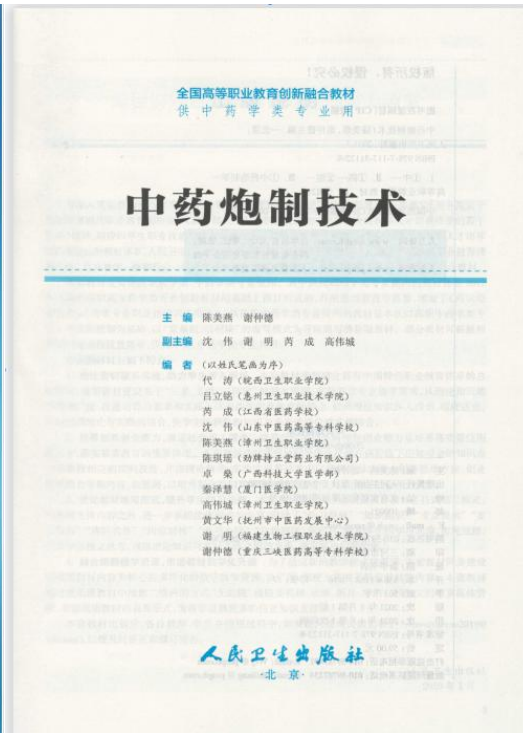 全国高等职业教育创新融合教材
供中药学类专业用
中药炮制技术
主编 陈美燕 谢仲德
副主编 沈伟 谢明 芮成 高伟城
编者 (以姓氏笔画为序)
代涛(皖西卫生职业学院)
吕立铭(惠州卫生职业技术学院)
芮成(江西省医药学校)
沈伟(山东中医药高等专科学校)
陈美燕(漳州卫生职业学院)
陈琪瑶(劲牌持正堂药业有限公司)
卓燊(广西科技大学医学部)
秦泽慧(厦门医学院)
高伟城(漳州卫生职业学院)
黄文华(抚州市中医药发展中心)
谢明(福建生物工程职业技术学院)
谢仲德(重庆三峡医药高等专科学校)
人民卫生出版社
·北京·